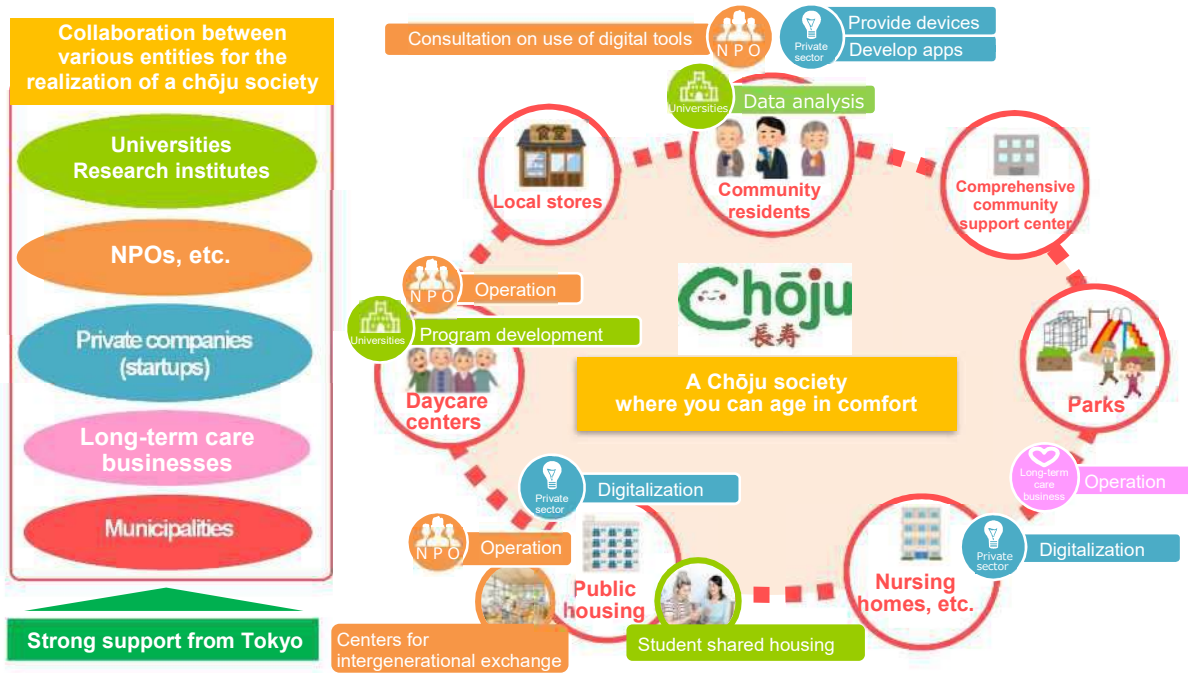 Collaboration between
various entities for the
realization of a chōju society
Universities
Research institutes
NPOs, etc.
Private companies
(startups)
Long-term care
businesses
Municipalities
Strong support from Tokyo
Consultation on use of digital tools
NPO
Private
sector
Provide devices
Develop apps
Universities
Data analysis
食堂
Local stores
Community
residents
Comprehensive
community
support center
NPO
Operation
Universities
Program development
Daycare
centers
Chōju
長寿
A Chōju society
where you can age in comfort
Parks
Long-term
care
business
Operation
Private
sector
Digitalization
Nursing
homes, etc.
Private
sector
Digitalization
NPO
Operation
Public
housing
Centers for
intergenerational exchange
Student shared housing